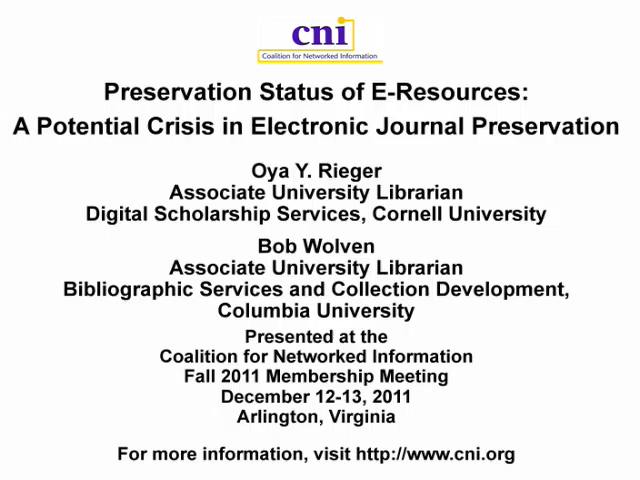 cni
Coalition for Networked Information
Preservation Status of E-Resources:
A Potential Crisis in Electronic Journal Preservation
Oya Y. Rieger
Associate University Librarian
Digital Scholarship Services, Cornell University
Bob Wolven
Associate University Librarian
Bibliographic Services and Collection Development,
Columbia University
Presented at the
Coalition for Networked Information
Fall 2011 Membership Meeting
December 12-13, 2011
Arlington, Virginia
For more information, visit http://www.cni.org